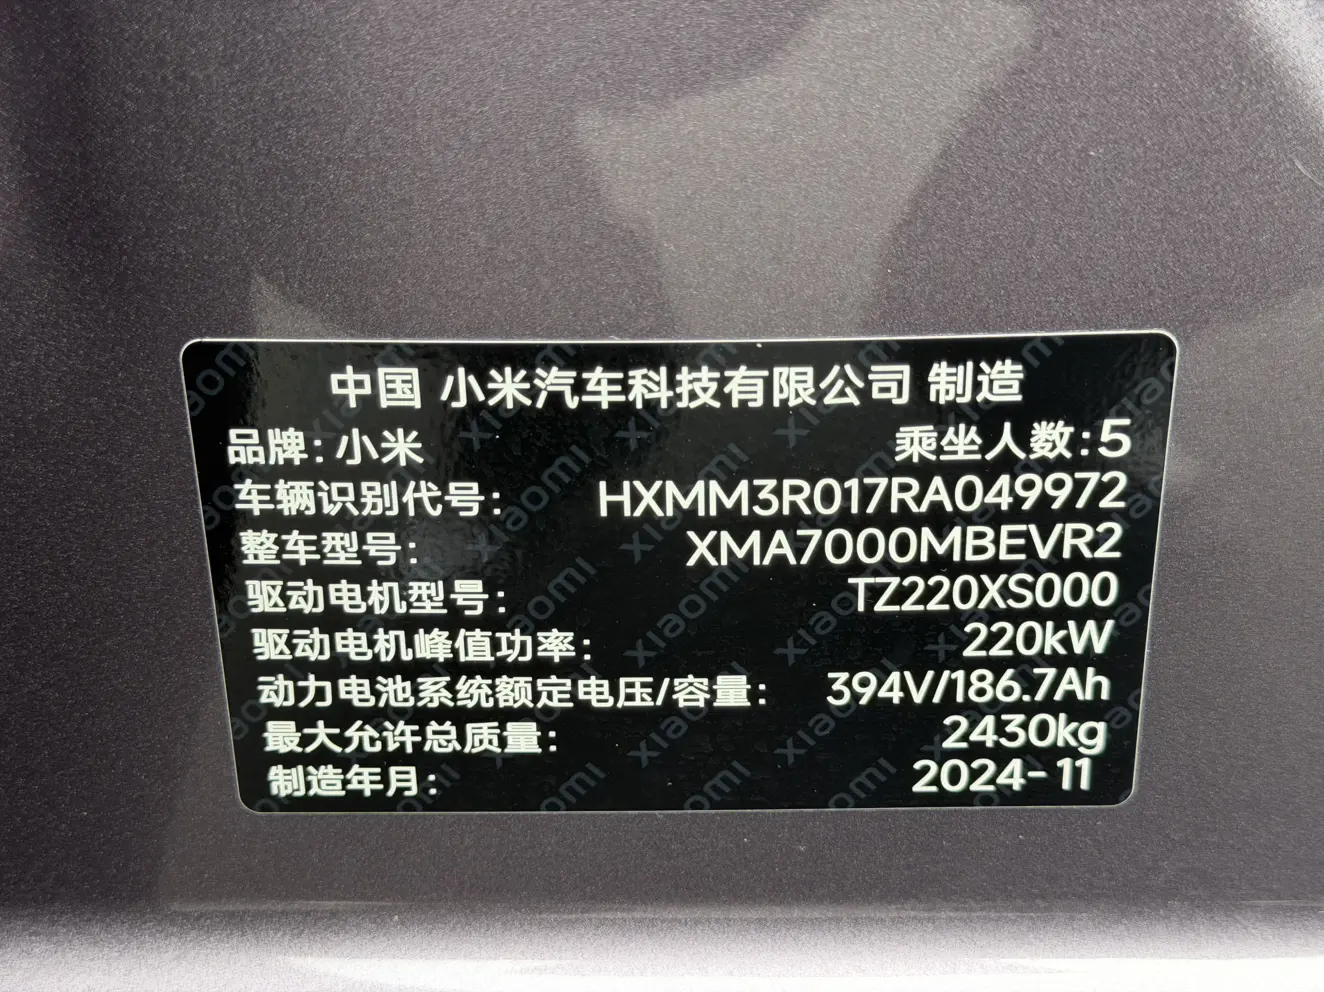 中国 小米汽车科技有限公司 制造
品牌: 小米 乘坐人数:5
车辆识别代号: HXMM3R017RA049972
整车型号: XMA7000MBEVR2
驱动电机型号: TZ220XS000
驱动电机峰值功率: 220kW
动力电池系统额定电压/容量: 394V/186.7Ah
最大允许总质量: 2430kg
制造年月: 2024-11